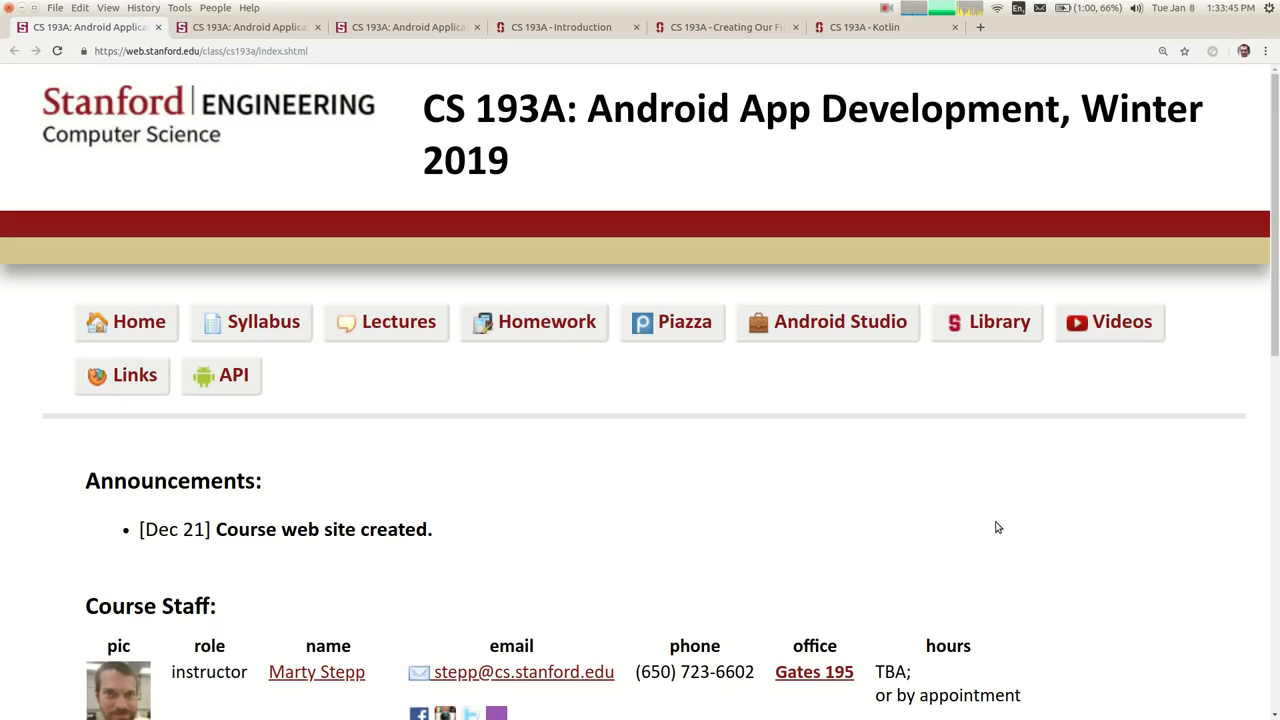 File Edit View History Tools People Help
En (1:00, 66%) Tue Jan 8 1:33:45 PM
CS 193A: Android Applica
CS 193A: Android Applica
CS 193A: Android Applica
CS 193A - Introduction
CS 193A - Creating Our Fi
CS 193A - Kotlin
https://web.stanford.edu/class/cs193a/index.shtml
Stanford ENGINEERING
Computer Science
CS 193A: Android App Development, Winter
2019
Home Syllabus Lectures Homework Piazza Android Studio Library Videos
Links API
Announcements:
• [Dec 21] Course web site created.
Course Staff:
pic role name email phone office hours
instructor Marty Stepp stepp@cs.stanford.edu (650) 723-6602 Gates 195 TBA;
or by appointment